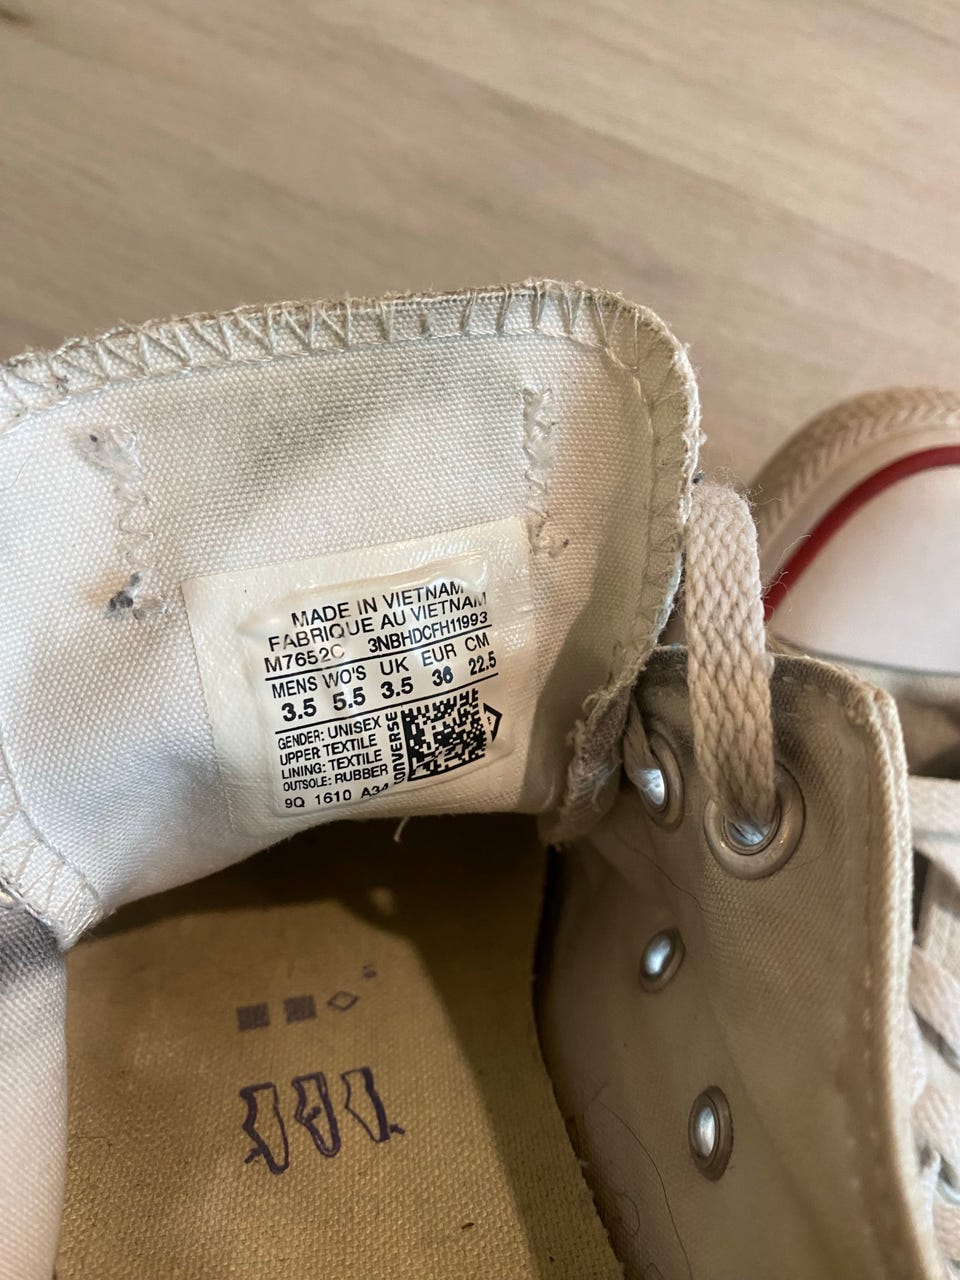 MADE IN VIETNAM
FABRIQUE AU VIETNAM
M7652C 3NBHDCFH11993
MENS WO'S UK EUR CM
3.5 5.5 3.5 36 22.5
GENDER: UNISEX
UPPER TEXTILE
LINING: TEXTILE
OUTSOLE: RUBBER
CONVERSE
9Q 1610 A34